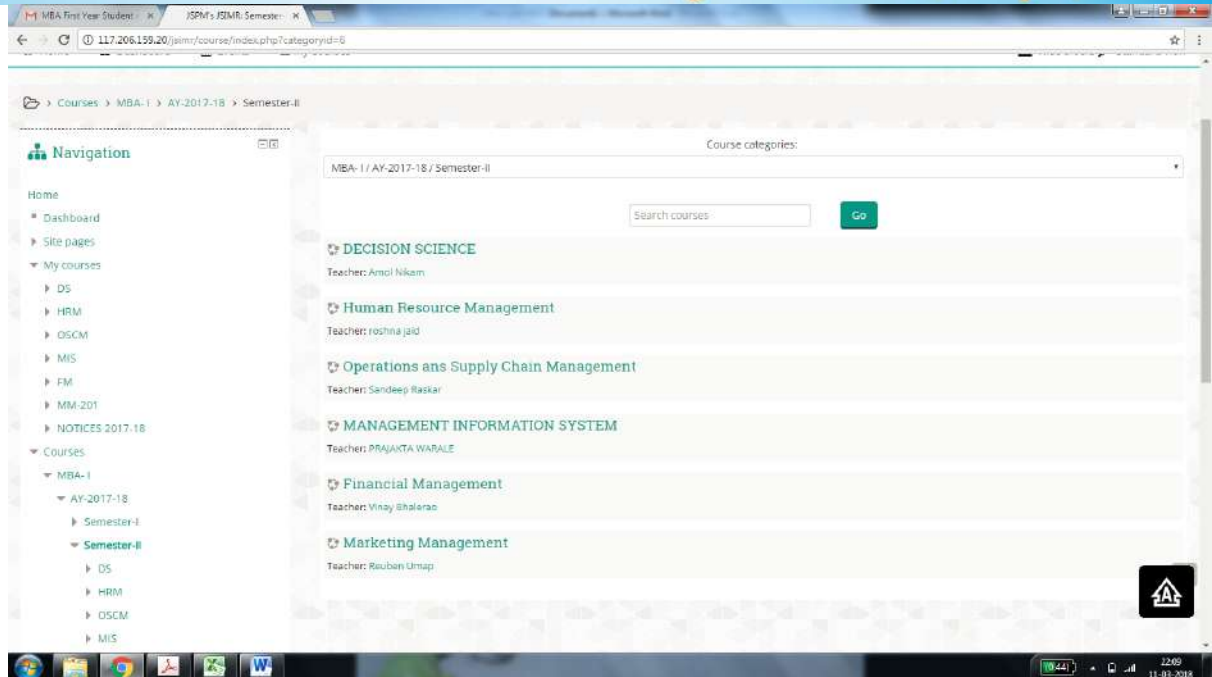 MBA First Year Student
JSPM's JSIMR: Semester
117.206.159.20/jsimr/course/index.php?categoryid=6
Courses > MBA- I > AY-2017-18 > Semester-II
Navigation
Home
Dashboard
Site pages
My courses
DS
HRM
OSCM
MIS
FM
MM-201
NOTICES 2017-18
Courses
MBA- I
AY-2017-18
Semester-I
Semester-II
DS
HRM
OSCM
MIS
Course categories:
MBA- I / AY-2017-18 / Semester-II
Search courses
Go
DECISION SCIENCE
Teacher: Amol Nikam
Human Resource Management
Teacher: roshna jaid
Operations ans Supply Chain Management
Teacher: Sandeep Raskar
MANAGEMENT INFORMATION SYSTEM
Teacher: PRAJAKTA WARALE
Financial Management
Teacher: Vinay Bhalerao
Marketing Management
Teacher: Reuben Umap
22:09
11-03-2018